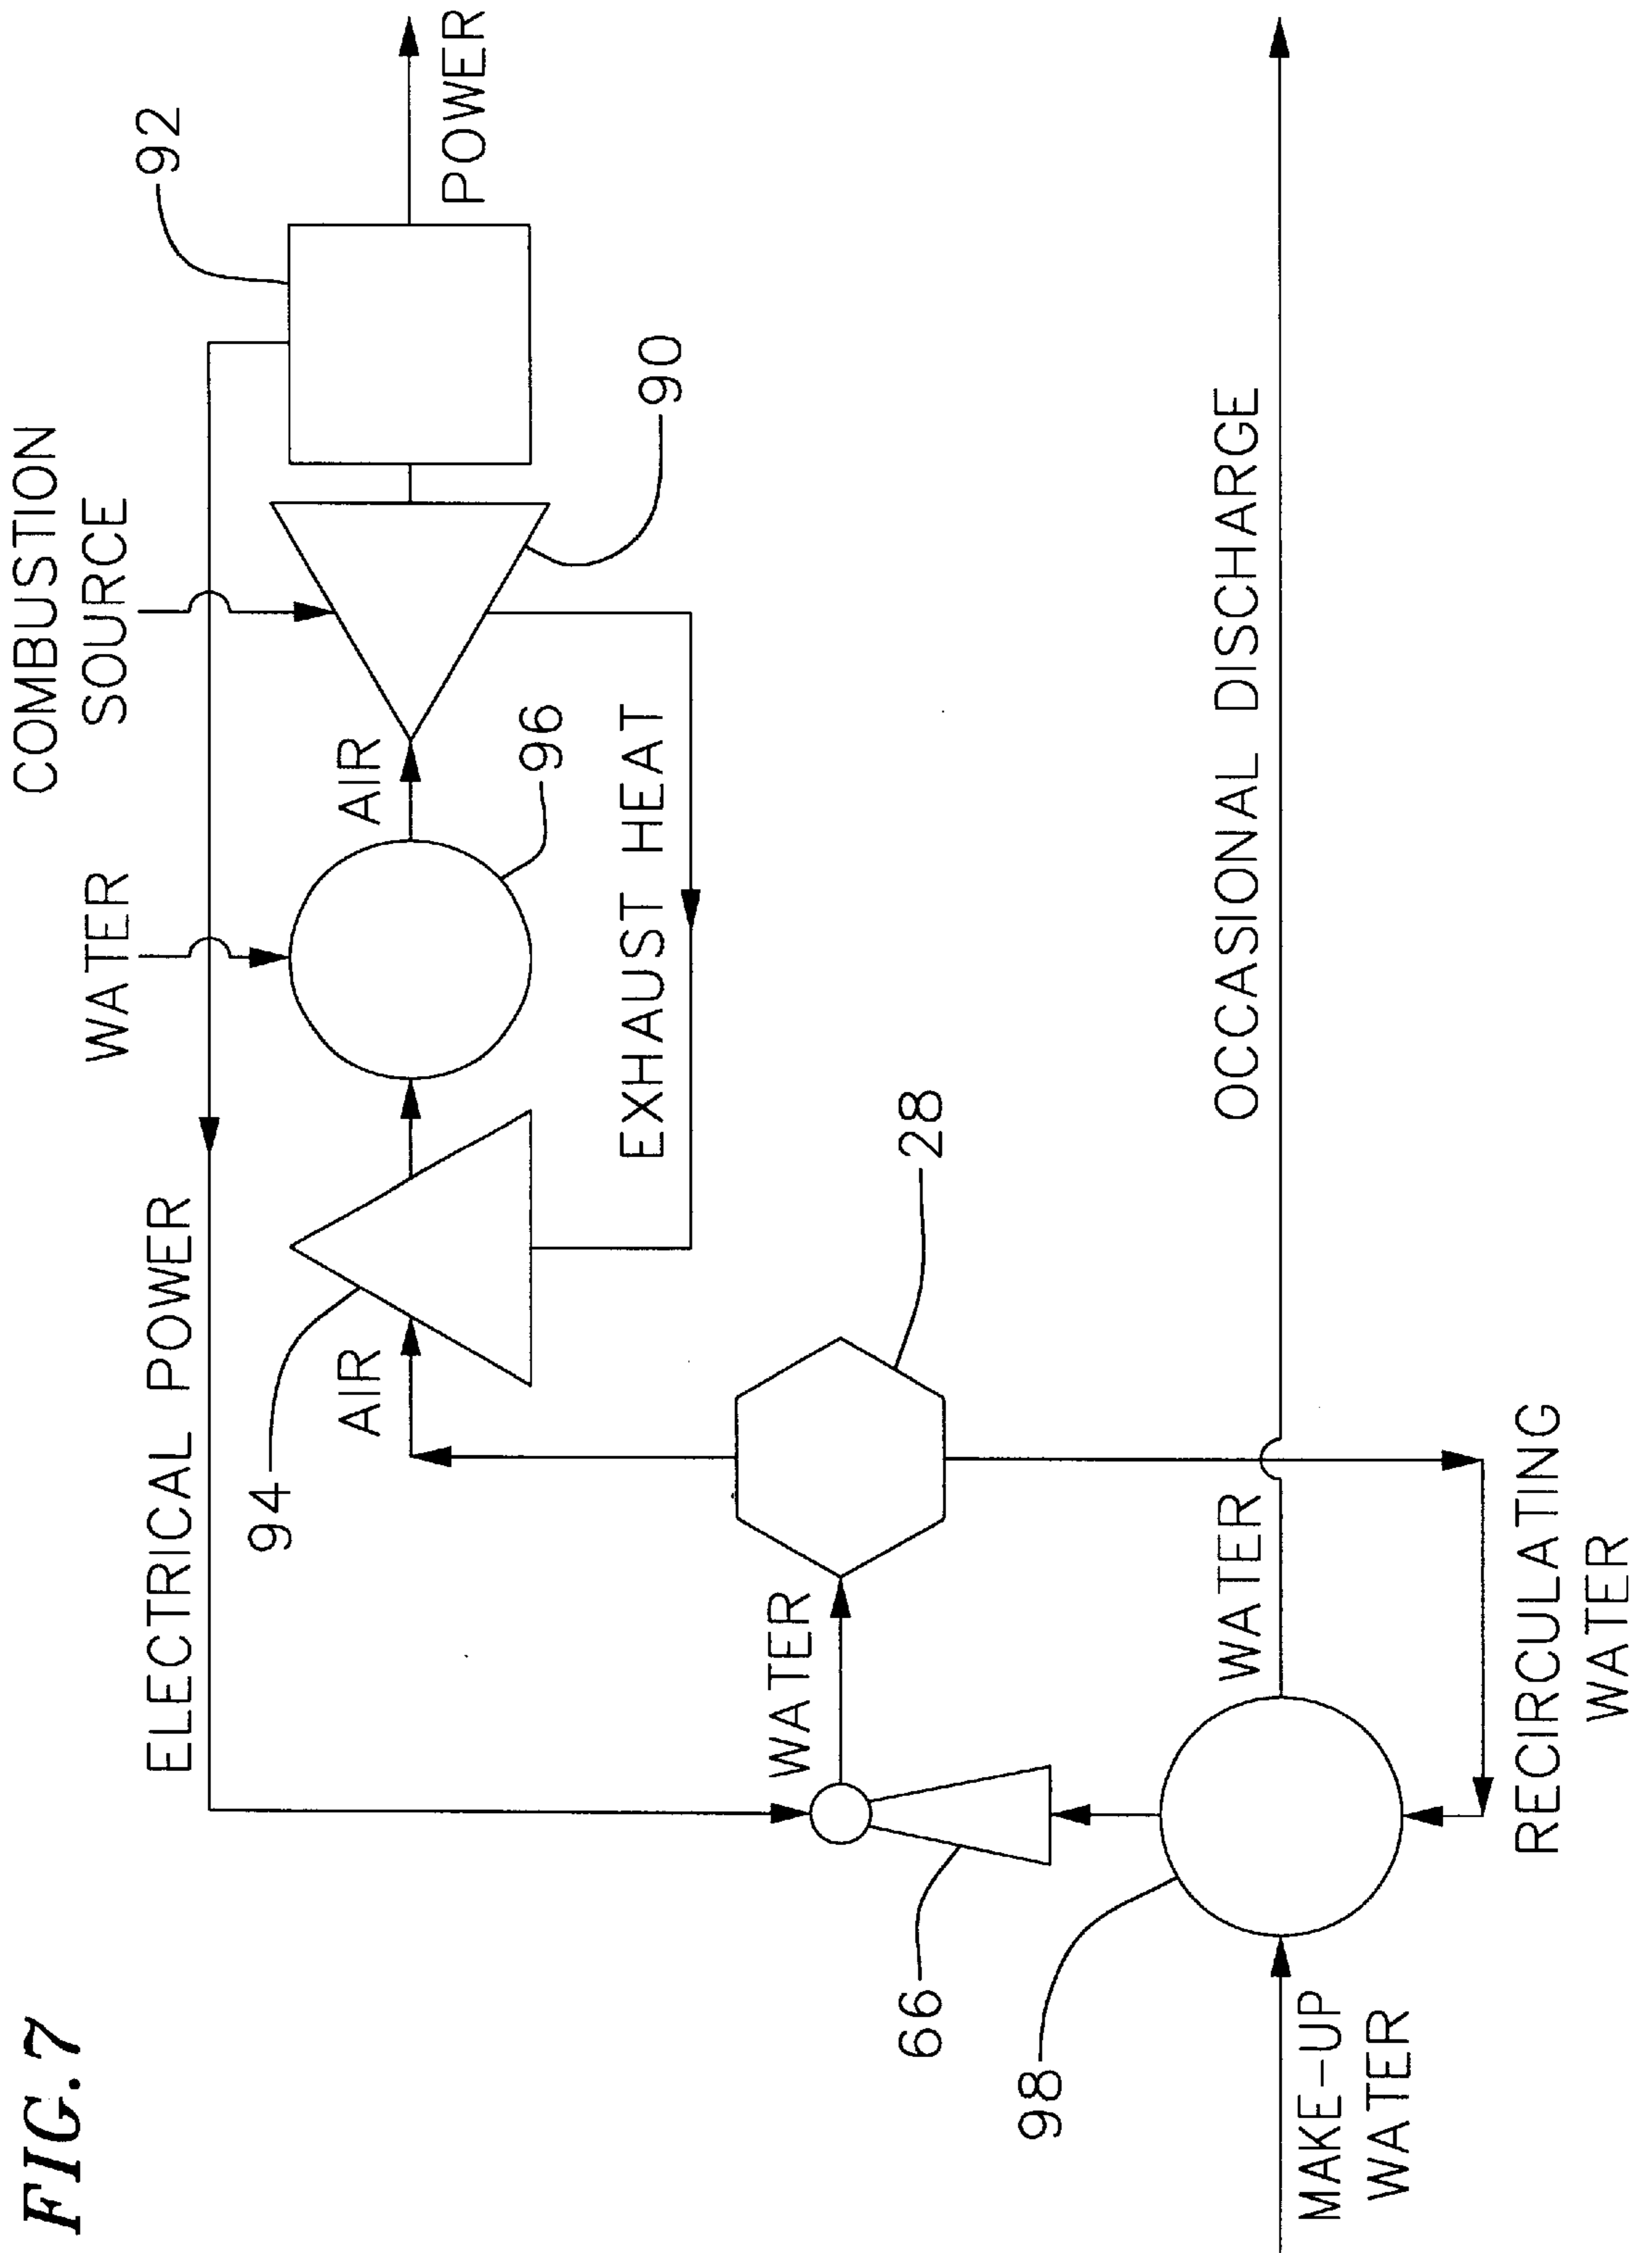 FIG. 7
COMBUSTION
SOURCE
WATER
92
POWER
ELECTRICAL POWER
94
AIR
AIR
96
90
EXHAUST HEAT
WATER
28
66
98
WATER
OCCASIONAL DISCHARGE
MAKE-UP
WATER
RECIRCULATING
WATER